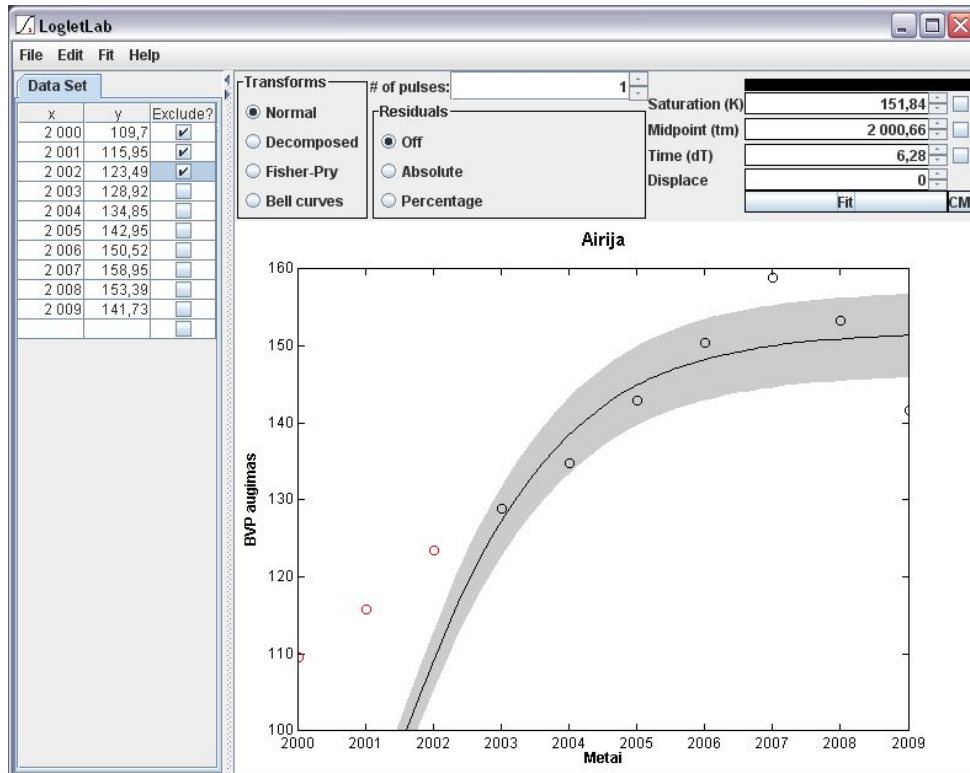 LogletLab
File Edit Fit Help
Data Set
x y Exclude?
2 000 109,7
2 001 115,95
2 002 123,49
2 003 128,92
2 004 134,85
2 005 142,95
2 006 150,52
2 007 158,95
2 008 153,39
2 009 141,73
Transforms
Normal
Decomposed
Fisher-Pry
Bell curves
# of pulses: 1
Residuals
Off
Absolute
Percentage
Saturation (K) 151,84
Midpoint (tm) 2 000,66
Time (dT) 6,28
Displace 0
Fit CM
Airija
BVP augimas
160
150
140
130
120
110
100
2000 2001 2002 2003 2004 2005 2006 2007 2008 2009
Metai